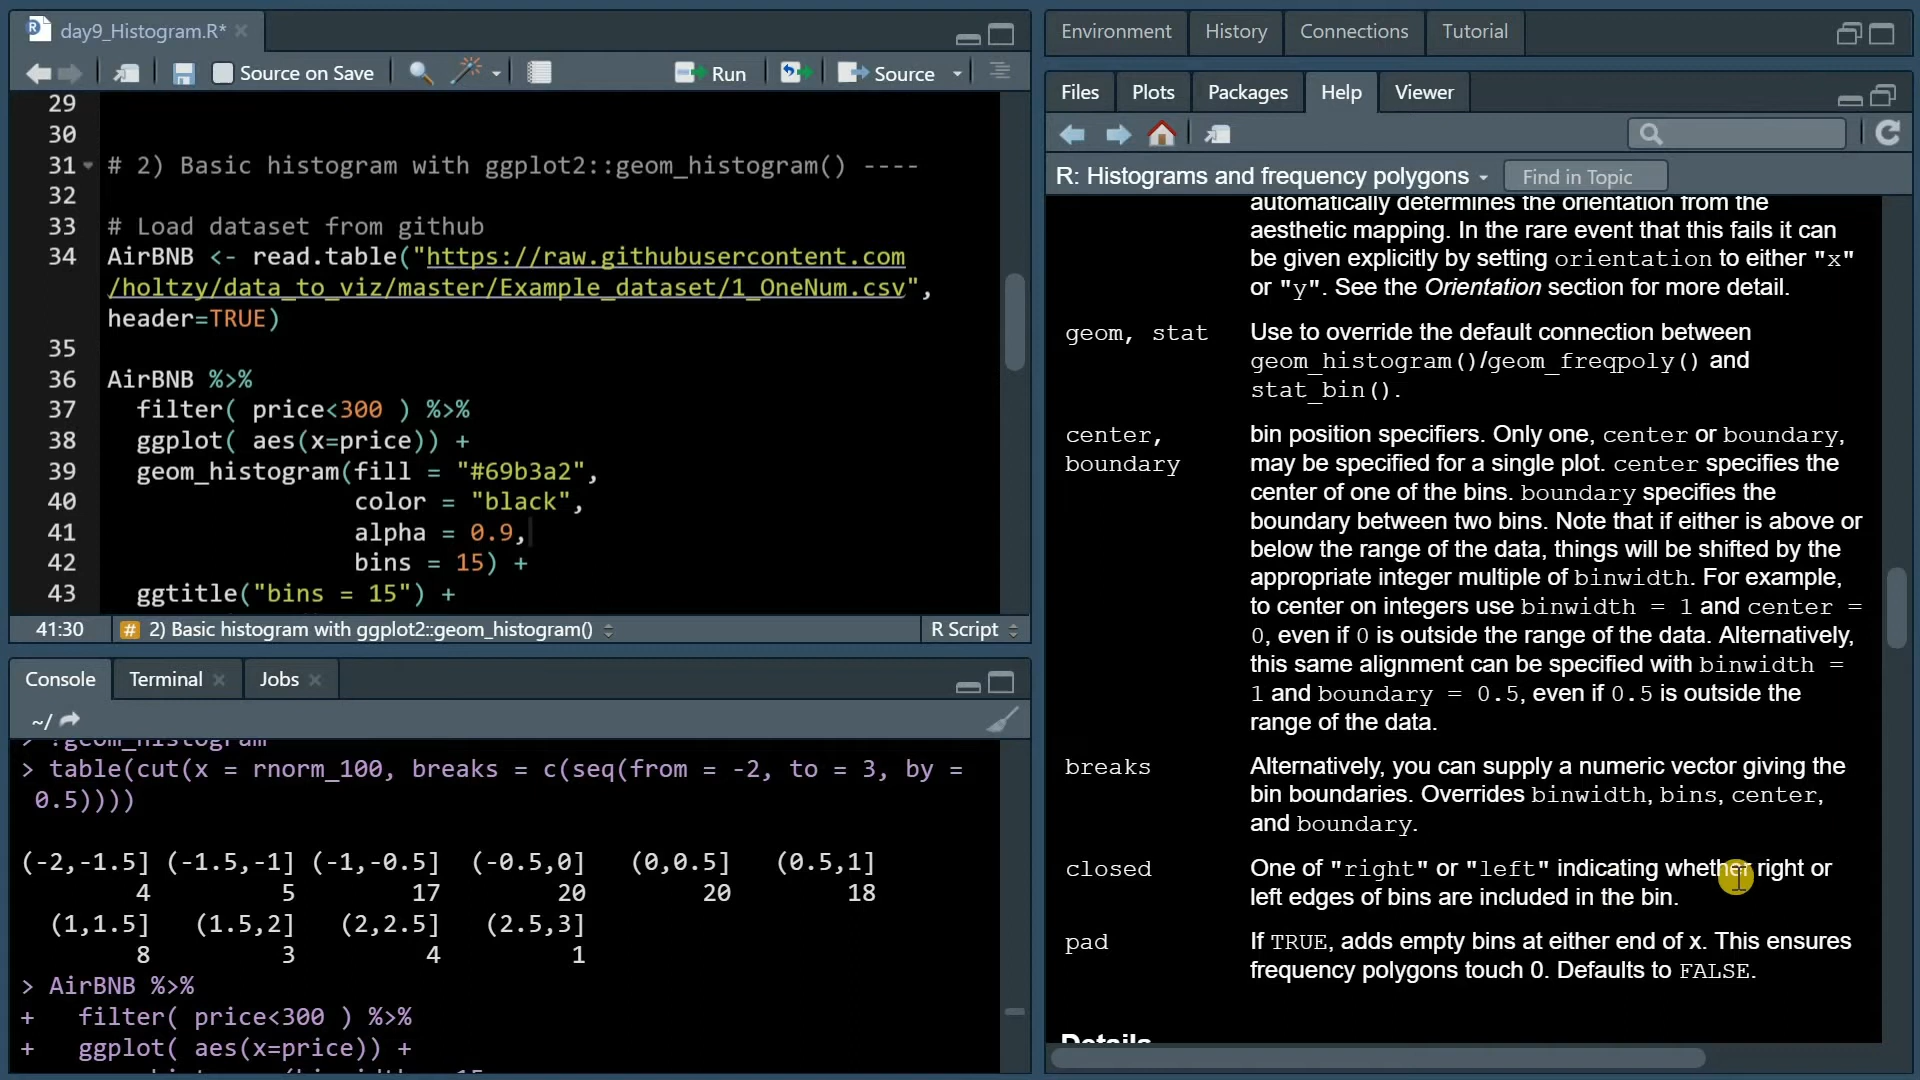 day9_Histogram.R*
Source on Save
Run
Source
29
30
31 # 2) Basic histogram with ggplot2::geom_histogram() ----
32
33 # Load dataset from github
34 AirBNB <- read.table("https://raw.githubusercontent.com
/holtzy/data_to_viz/master/Example_dataset/1_OneNum.csv",
header=TRUE)
35
36 AirBNB %>%
37 filter( price<300 ) %>%
38 ggplot( aes(x=price)) +
39 geom_histogram(fill = "#69b3a2",
40 color = "black",
41 alpha = 0.9,
42 bins = 15) +
43 ggtitle("bins = 15") +
41:30 # 2) Basic histogram with ggplot2::geom_histogram() R Script
Console Terminal Jobs
~/
> table(cut(x = rnorm_100, breaks = c(seq(from = -2, to = 3, by =
0.5))))
(-2,-1.5] (-1.5,-1] (-1,-0.5] (-0.5,0] (0,0.5] (0.5,1]
4 5 17 20 20 18
(1,1.5] (1.5,2] (2,2.5] (2.5,3]
8 3 4 1
> AirBNB %>%
+ filter( price<300 ) %>%
+ ggplot( aes(x=price)) +
Environment History Connections Tutorial
Files Plots Packages Help Viewer
R: Histograms and frequency polygons Find in Topic
automatically determines the orientation from the
aesthetic mapping. In the rare event that this fails it can
be given explicitly by setting orientation to either "x"
or "y". See the Orientation section for more detail.
geom, stat Use to override the default connection between
geom_histogram()/geom_freqpoly() and
stat_bin().
center, bin position specifiers. Only one, center or boundary,
boundary may be specified for a single plot. center specifies the
center of one of the bins. boundary specifies the
boundary between two bins. Note that if either is above or
below the range of the data, things will be shifted by the
appropriate integer multiple of binwidth. For example,
to center on integers use binwidth = 1 and center =
0, even if 0 is outside the range of the data. Alternatively,
this same alignment can be specified with binwidth =
1 and boundary = 0.5, even if 0.5 is outside the
range of the data.
breaks Alternatively, you can supply a numeric vector giving the
bin boundaries. Overrides binwidth, bins, center,
and boundary.
closed One of "right" or "left" indicating whether right or
left edges of bins are included in the bin.
pad If TRUE, adds empty bins at either end of x. This ensures
frequency polygons touch 0. Defaults to FALSE.
Details